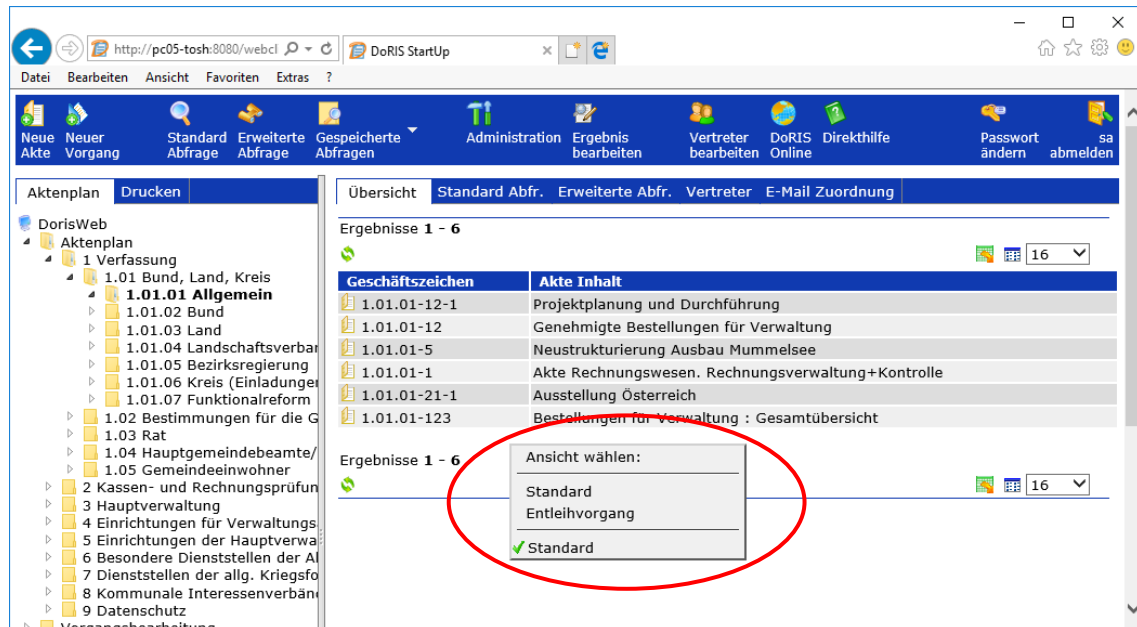 http://pc05-tosh:8080/webcl
DoRIS StartUp
Datei Bearbeiten Ansicht Favoriten Extras ?
Neue Akte
Neuer Vorgang
Standard Abfrage
Erweiterte Abfrage
Gespeicherte Abfragen
Administration
Ergebnis bearbeiten
Vertreter bearbeiten
DoRIS Online
Direkthilfe
Passwort ändern
sa abmelden
Aktenplan Drucken
DorisWeb
Aktenplan
1 Verfassung
1.01 Bund, Land, Kreis
1.01.01 Allgemein
1.01.02 Bund
1.01.03 Land
1.01.04 Landschaftsverbar
1.01.05 Bezirksregierung
1.01.06 Kreis (Einladunger
1.01.07 Funktionalreform
1.02 Bestimmungen für die G
1.03 Rat
1.04 Hauptgemeindebeamte/
1.05 Gemeindeeinwohner
2 Kassen- und Rechnungsprüfun
3 Hauptverwaltung
4 Einrichtungen für Verwaltungs
5 Einrichtungen der Hauptverwa
6 Besondere Dienststellen der Al
7 Dienststellen der allg. Kriegsfo
8 Kommunale Interessenverbän
9 Datenschutz
Vorgangsbearbeitung
Übersicht Standard Abfr. Erweiterte Abfr. Vertreter E-Mail Zuordnung
Ergebnisse 1 - 6
16
Geschäftszeichen Akte Inhalt
1.01.01-12-1 Projektplanung und Durchführung
1.01.01-12 Genehmigte Bestellungen für Verwaltung
1.01.01-5 Neustrukturierung Ausbau Mummelsee
1.01.01-1 Akte Rechnungswesen. Rechnungsverwaltung+Kontrolle
1.01.01-21-1 Ausstellung Österreich
1.01.01-123 Bestellungen für Verwaltung : Gesamtübersicht
Ergebnisse 1 - 6
16
Ansicht wählen:
Standard
Entleihvorgang
Standard